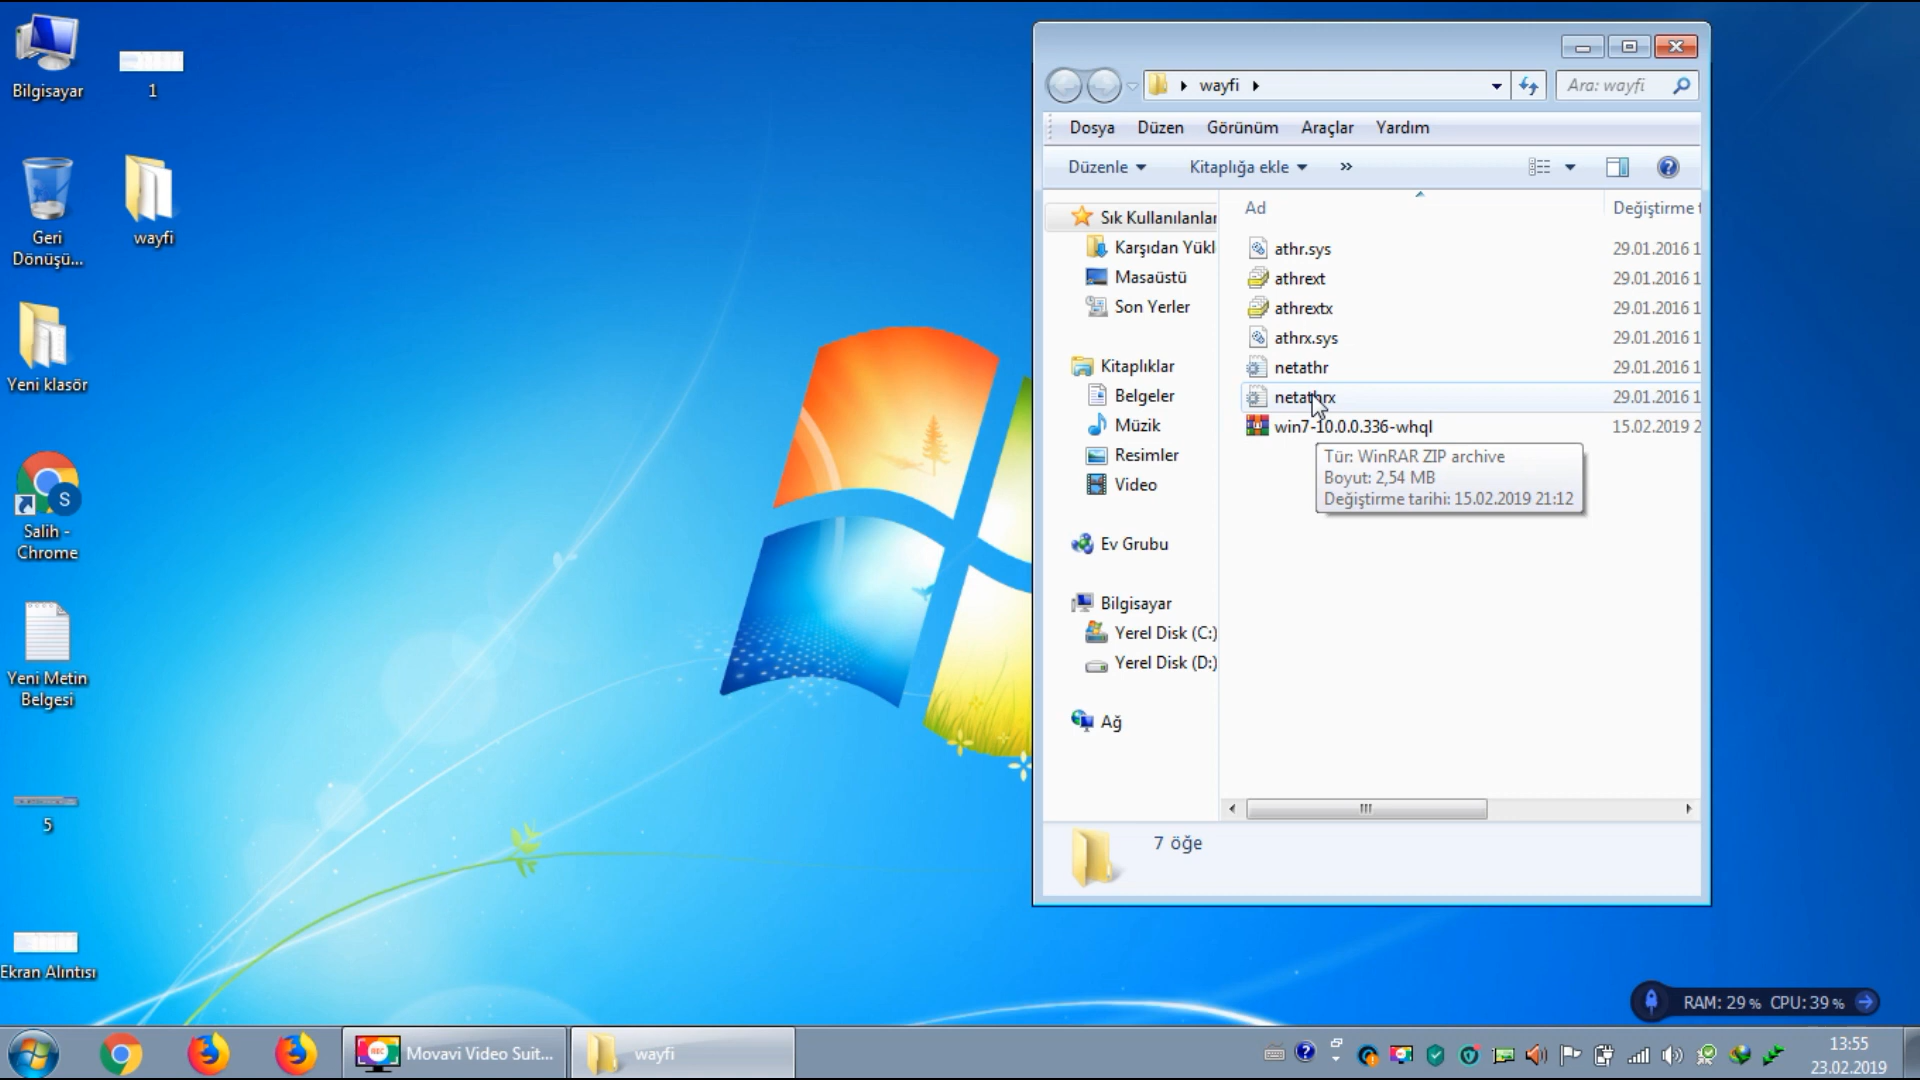 Bilgisayar
1
Geri
Dönüşü...
wayfi
Yeni klasör
S
Salih -
Chrome
Yeni Metin
Belgesi
5
Ekran Alıntısı
wayfi
Ara: wayfi
Dosya Düzen Görünüm Araçlar Yardım
Düzenle Kitaplığa ekle »
Sık Kullanılanlar
Karşıdan Yükl
Masaüstü
Son Yerler
Kitaplıklar
Belgeler
Müzik
Resimler
Video
Ev Grubu
Bilgisayar
Yerel Disk (C:)
Yerel Disk (D:)
Ağ
Ad Değiştirme t
athr.sys 29.01.2016 1
athrext 29.01.2016 1
athrextx 29.01.2016 1
athrx.sys 29.01.2016 1
netathr 29.01.2016 1
netathrx 29.01.2016 1
win7-10.0.0.336-whql 15.02.2019 2
Tür: WinRAR ZIP archive
Boyut: 2,54 MB
Değiştirme tarihi: 15.02.2019 21:12
7 öğe
RAM: 29 % CPU: 39 %
REC
Movavi Video Suit...
wayfi
13:55
23.02.2019